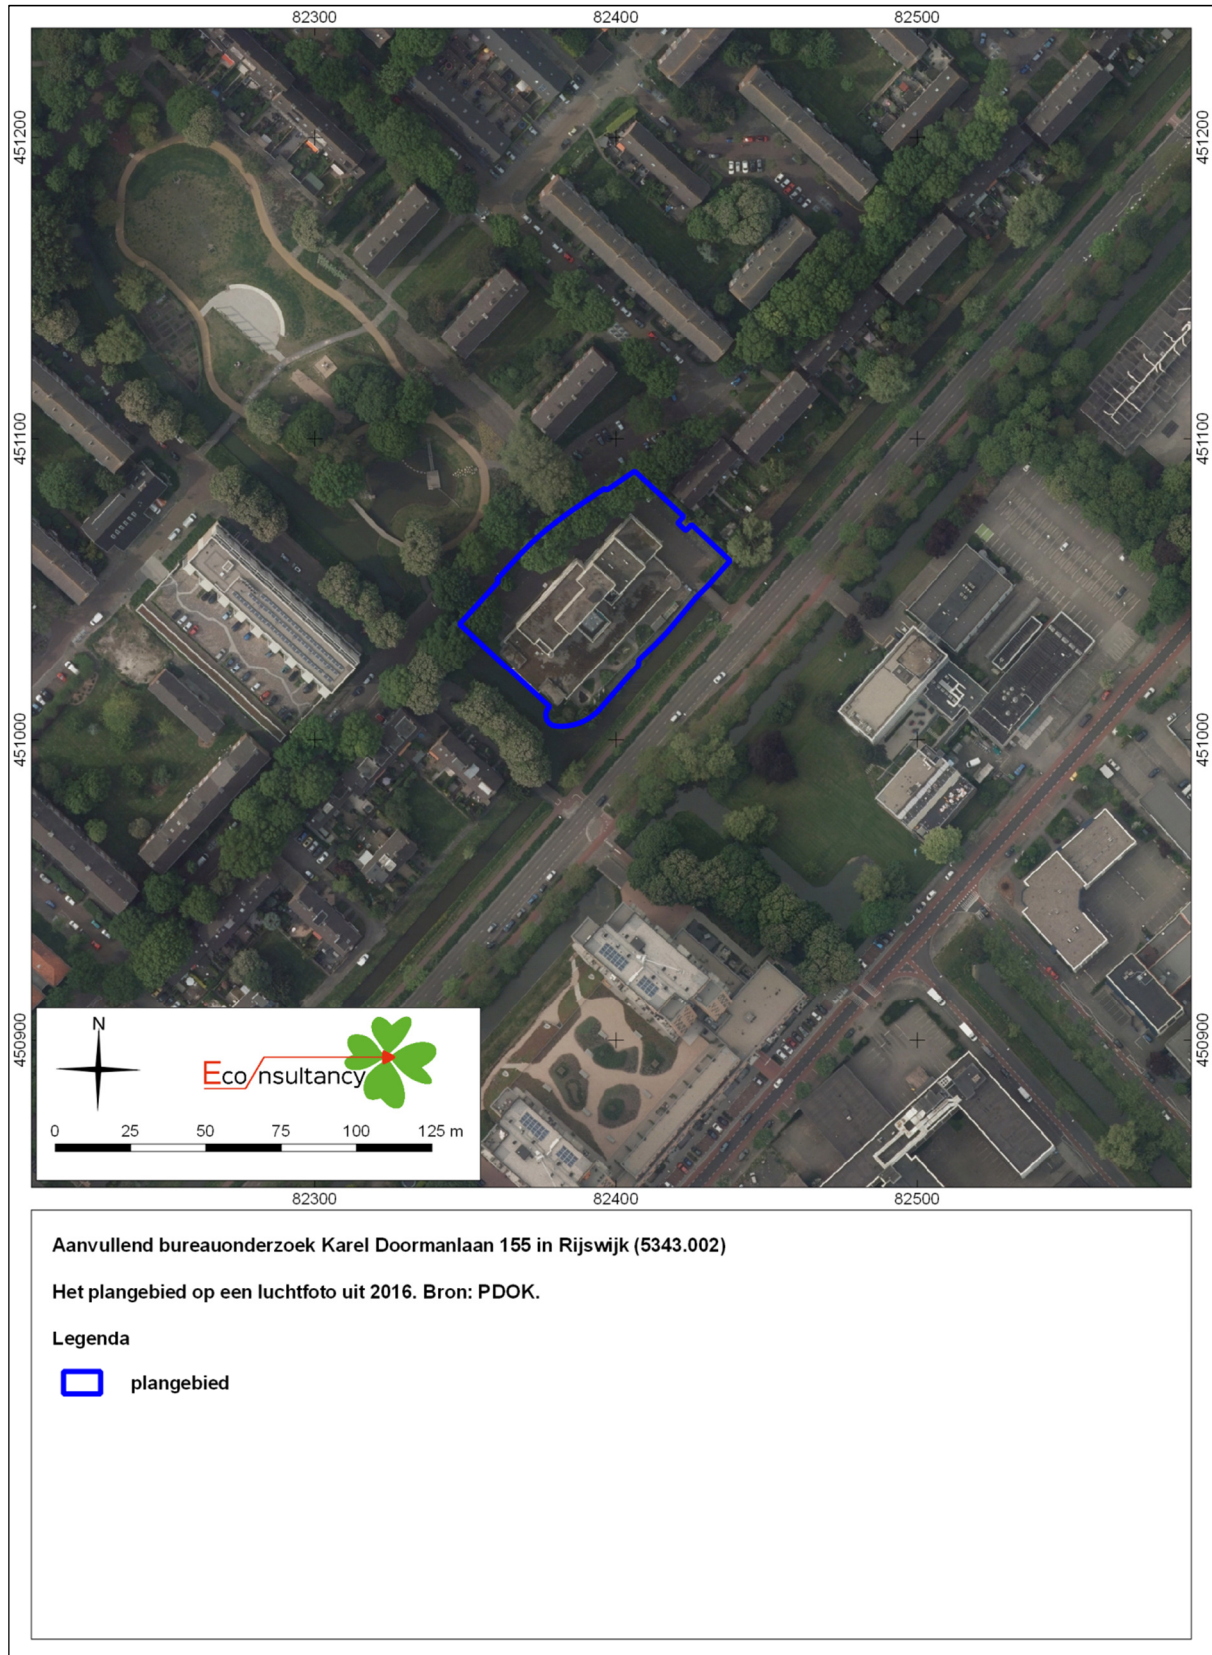 82300 82400 82500
451200 451200
451100 451100
451000 451000
450900 450900
N
Eco/nsultancy
0 25 50 75 100 125 m
82300 82400 82500
Aanvullend bureauonderzoek Karel Doormanlaan 155 in Rijswijk (5343.002)
Het plangebied op een luchtfoto uit 2016. Bron: PDOK.
Legenda
plangebied